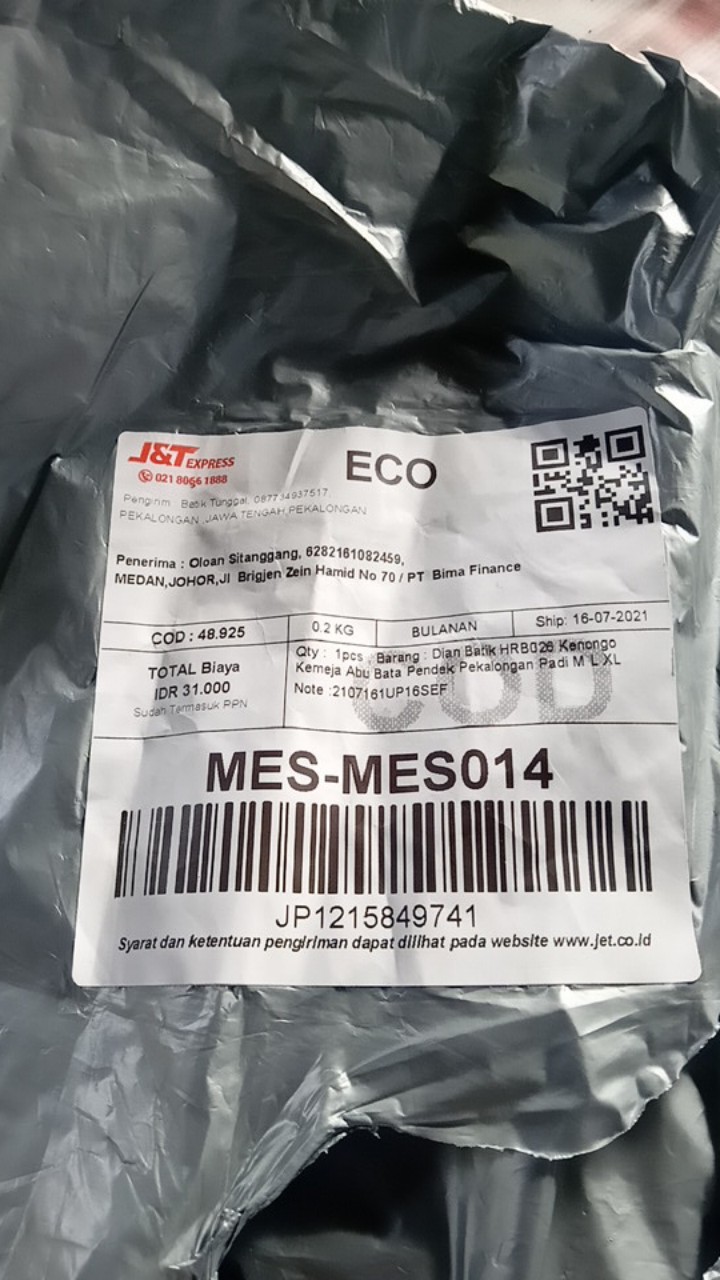 J&T EXPRESS
ECO
021 8066 1888
Pengirim : Batik Tunggal, 087734937517,
PEKALONGAN ,JAWA TENGAH,PEKALONGAN
Penerima : Oloan Sitanggang, 6282161082459,
MEDAN,JOHOR,Jl Brigjen Zein Hamid No 70 / PT Bima Finance
COD : 48.925
0.2 KG
BULANAN
Ship: 16-07-2021
TOTAL Biaya
IDR 31.000
Sudah Termasuk PPN
Qty : 1pcs Barang : Dian Batik HRB026 Kenongo
Kemeja Abu Bata Pendek Pekalongan Padi M L XL
Note :2107161UP16SEF
COD
MES-MES014
JP1215849741
Syarat dan ketentuan pengiriman dapat dilihat pada website www.jet.co.id